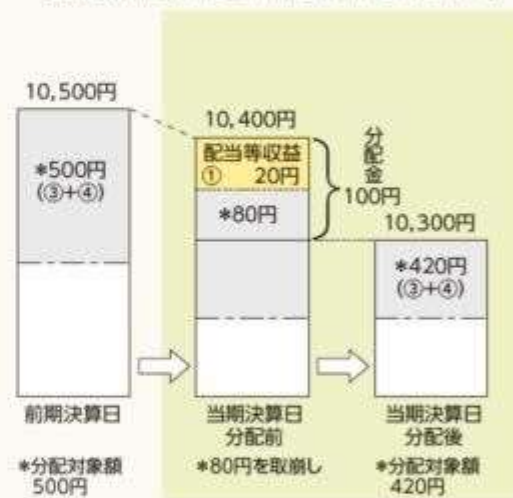 10,500円
*500円
(③+④)
前期決算日
*分配対象額
500円
10,400円
配当等収益
① 20円
*80円
分配金
100円
当期決算日
分配前
*80円を取崩し
10,300円
*420円
(③+④)
当期決算日
分配後
*分配対象額
420円